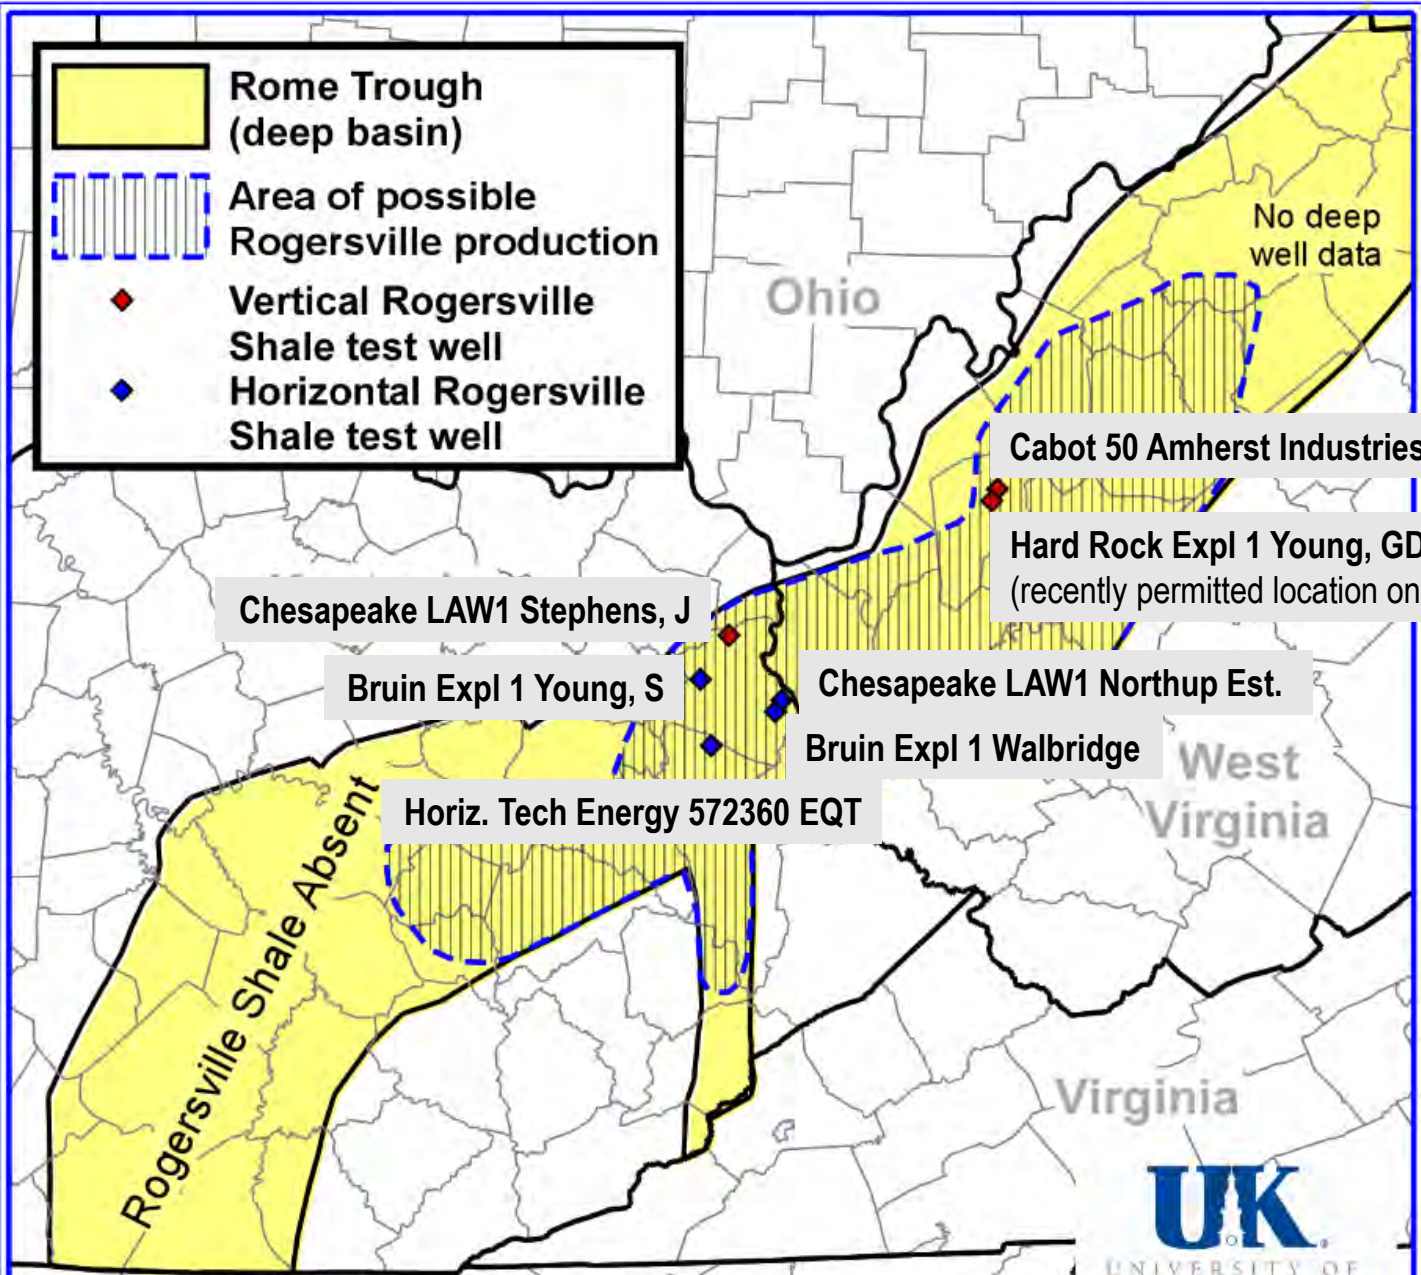 Rome Trough
(deep basin)
Area of possible
Rogersville production
Vertical Rogersville
Shale test well
Horizontal Rogersville
Shale test well
No deep
well data
Ohio
Cabot 50 Amherst Industries
Hard Rock Expl 1 Young, GD
(recently permitted location on
Chesapeake LAW1 Stephens, J
Bruin Expl 1 Young, S
Chesapeake LAW1 Northup Est.
Bruin Expl 1 Walbridge
West
Virginia
Horiz. Tech Energy 572360 EQT
Rogersville Shale Absent
Virginia
UK
UNIVERSITY OF